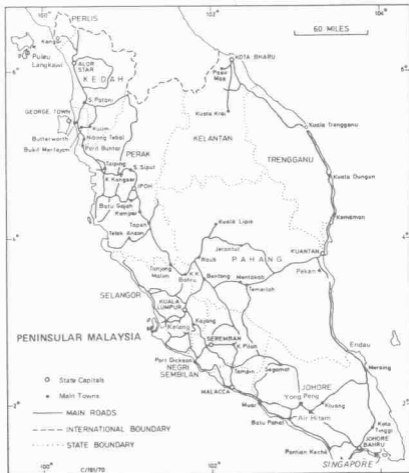 102°
104°
PERLIS
60 MILES
Kangar
Pulau
Langkawi
ALOR
STAR
KEDAH
KOTA BHARU
6°
Pasir
Mas
S. Patani
Kuala Krai
GEORGE TOWN
Kuala Trengganu
Butterworth
Kulim
Nibong Tebal
KELANTAN
Bukit Mertajam
Parit Buntar
PERAK
TRENGGANU
Taiping
S. Siput
K. Kangsar
IPOH
Kuala Dungun
Batu Gajah
Kampar
Kuala Lipis
Kemaman
Tapah
4°
Telok Anson
Jerantut
KUANTAN
Raub
PAHANG
Tanjong
Malim
K.K.
Bahru
Bentong
Mentakab
Pekan
Temerloh
SELANGOR
KUALA
LUMPUR
Kajang
Kelang
PENINSULAR MALAYSIA
SEREMBAN
K. Pilah
Endau
State Capitals
Port Dickson
NEGRI
SEMBILAN
Tampin
Segamat
Mersing
Main Towns
JOHORE
MALACCA
Yong Peng
MAIN ROADS
Muar
Kluang
2°
INTERNATIONAL BOUNDARY
Air Hitam
Batu Pahat
Kota
Tinggi
STATE BOUNDARY
JOHORE
BAHRU
Pontian Kechil
SINGAPORE
102°